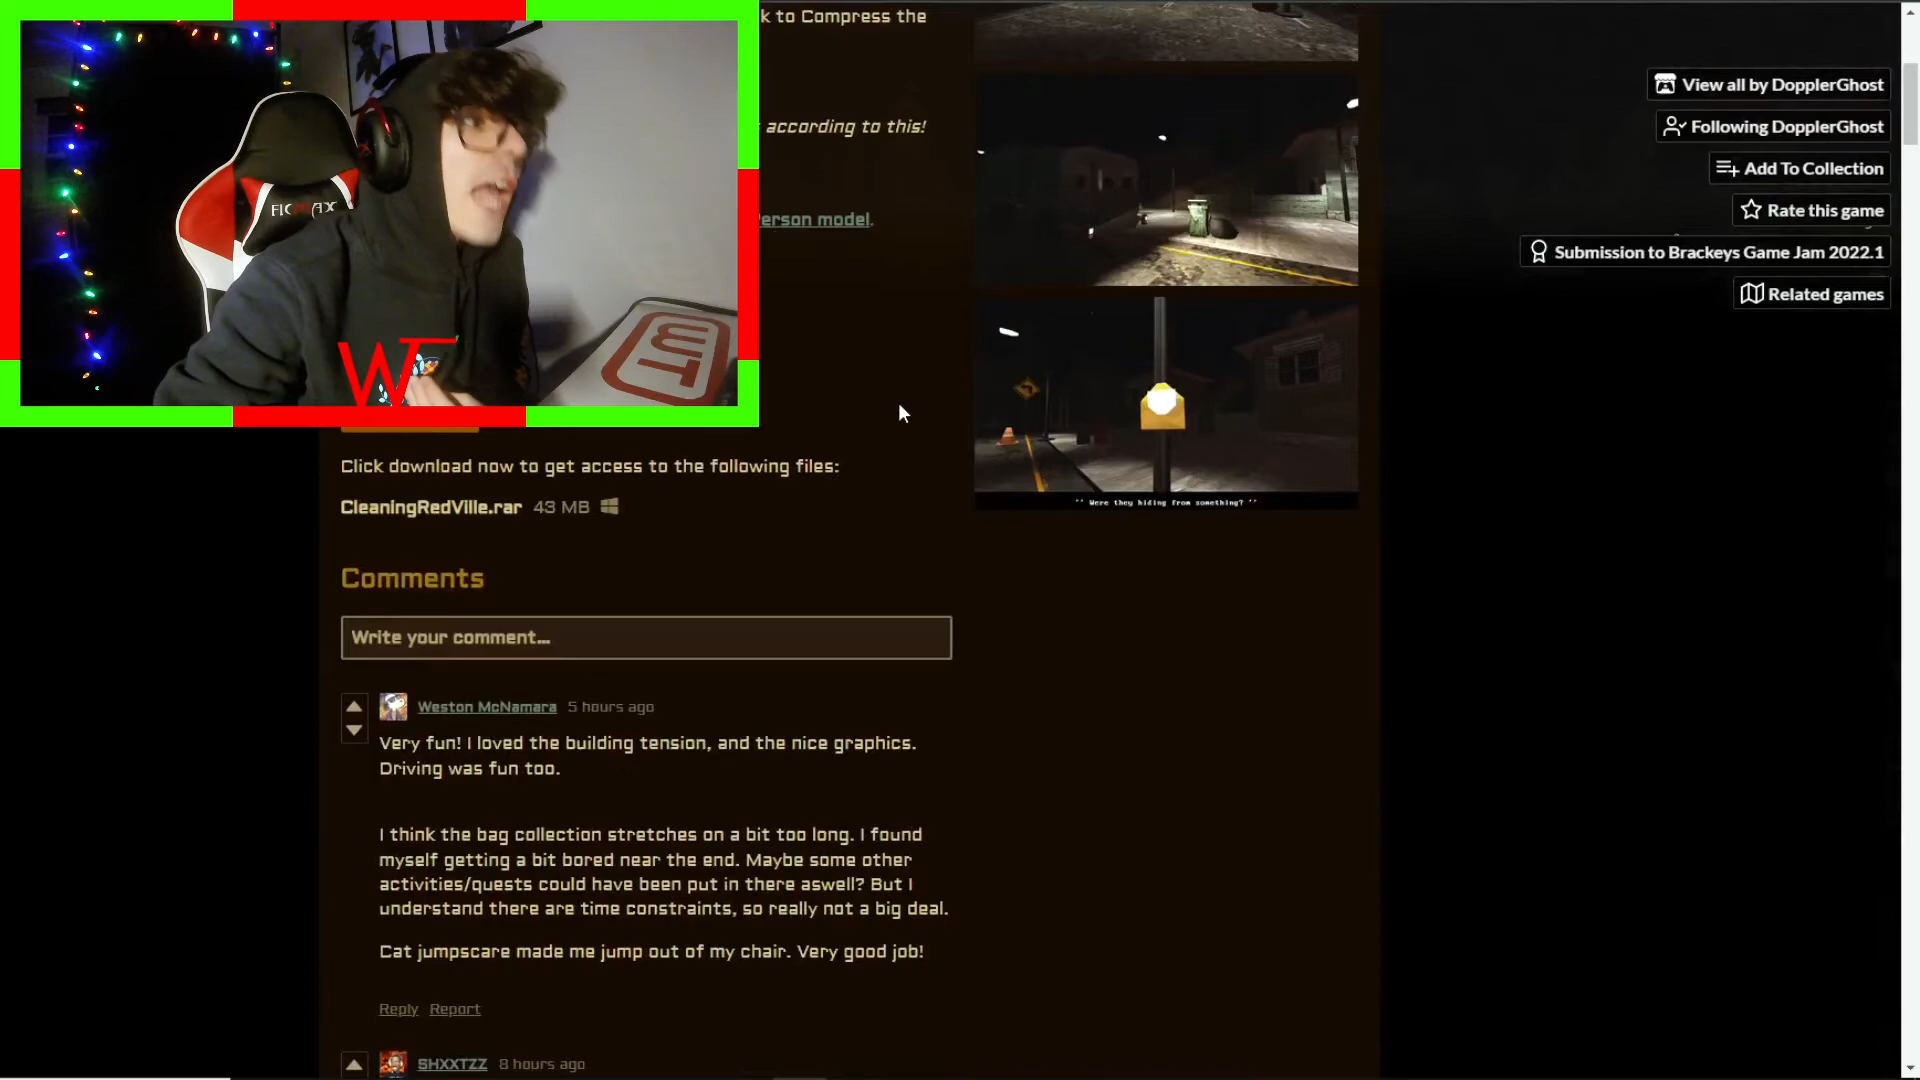 k to Compress the
according to this!
erson model.
View all by DopplerGhost
Following DopplerGhost
Add To Collection
Rate this game
Submission to Brackeys Game Jam 2022.1
Related games
WT
WT
'' Were they hiding from something? ''
Click download now to get access to the following files:
CleaningRedVille.rar 43 MB
Comments
Write your comment...
Weston McNamara 5 hours ago
Very fun! I loved the building tension, and the nice graphics.
Driving was fun too.
I think the bag collection stretches on a bit too long. I found
myself getting a bit bored near the end. Maybe some other
activities/quests could have been put in there aswell? But I
understand there are time constraints, so really not a big deal.
Cat jumpscare made me jump out of my chair. Very good job!
Reply Report
SHXXTZZ 8 hours ago